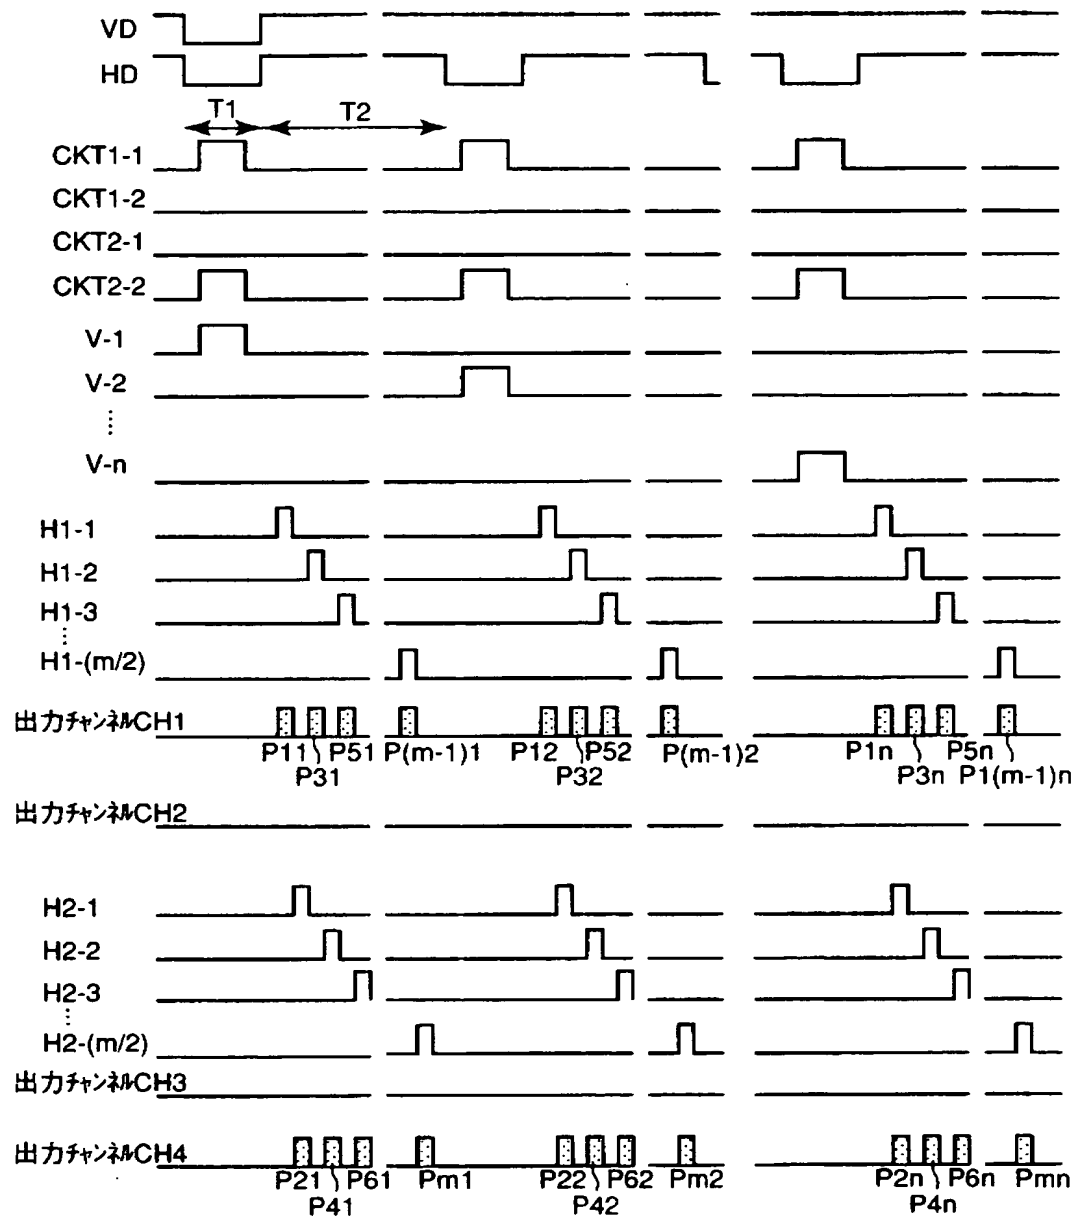 VD
HD
T1
T2
CKT1-1
CKT1-2
CKT2-1
CKT2-2
V-1
V-2
V-n
H1-1
H1-2
H1-3
H1-(m/2)
出力チャンネルCH1
P11 P51 P(m-1)1 P12 P52 P(m-1)2 P1n P5n
P31 P32 P3n P1(m-1)n
出力チャンネルCH2
H2-1
H2-2
H2-3
H2-(m/2)
出力チャンネルCH3
出力チャンネルCH4
P21 P61 Pm1 P22 P62 Pm2 P2n P6n Pmn
P41 P42 P4n